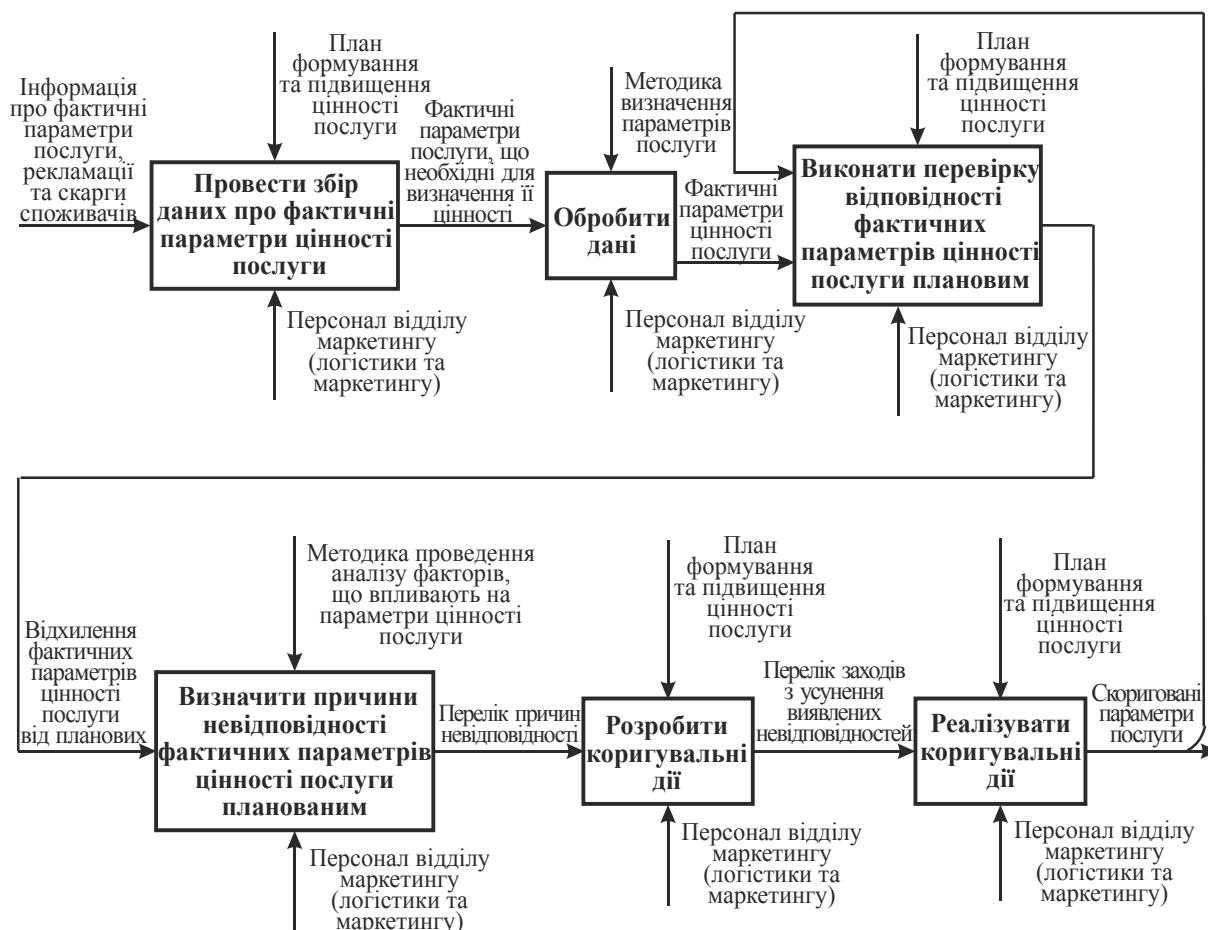 План
формування
та підвищення
цінності
послуги
Інформація
про фактичні
параметри
послуги,
рекламації
та скарги
споживачів
Фактичні
параметри
послуги, що
необхідні для
визначення її
цінності
Методика
визначення
параметрів
послуги
План
формування
та підвищення
цінності
послуги
Провести збір
даних про фактичні
параметри цінності
послуги
Обробити
дані
Фактичні
параметри
цінності
послуги
Виконати перевірку
відповідності
фактичних
параметрів цінності
послуги плановим
Персонал відділу
маркетингу
(логістики та
маркетингу)
Персонал відділу
маркетингу
(логістики та
маркетингу)
Персонал відділу
маркетингу
(логістики та
маркетингу)
Методика проведення
аналізу факторів,
що впливають на
параметри цінності
послуги
План
формування
та підвищення
цінності
послуги
План
формування
та підвищення
цінності
послуги
Відхилення
фактичних
параметрів
цінності
послуги
від планових
Визначити причини
невідповідності
фактичних параметрів
цінності послуги
планованим
Перелік причин
невідповідності
Розробити
коригувальні
дії
Перелік заходів
з усунення
виявлених
невідповідностей
Реалізувати
коригувальні
дії
Скориговані
параметри
послуги
Персонал відділу
маркетингу
(логістики та
маркетингу)
Персонал відділу
маркетингу
(логістики та
маркетингу)
Персонал відділу
маркетингу
(логістики та
маркетингу)